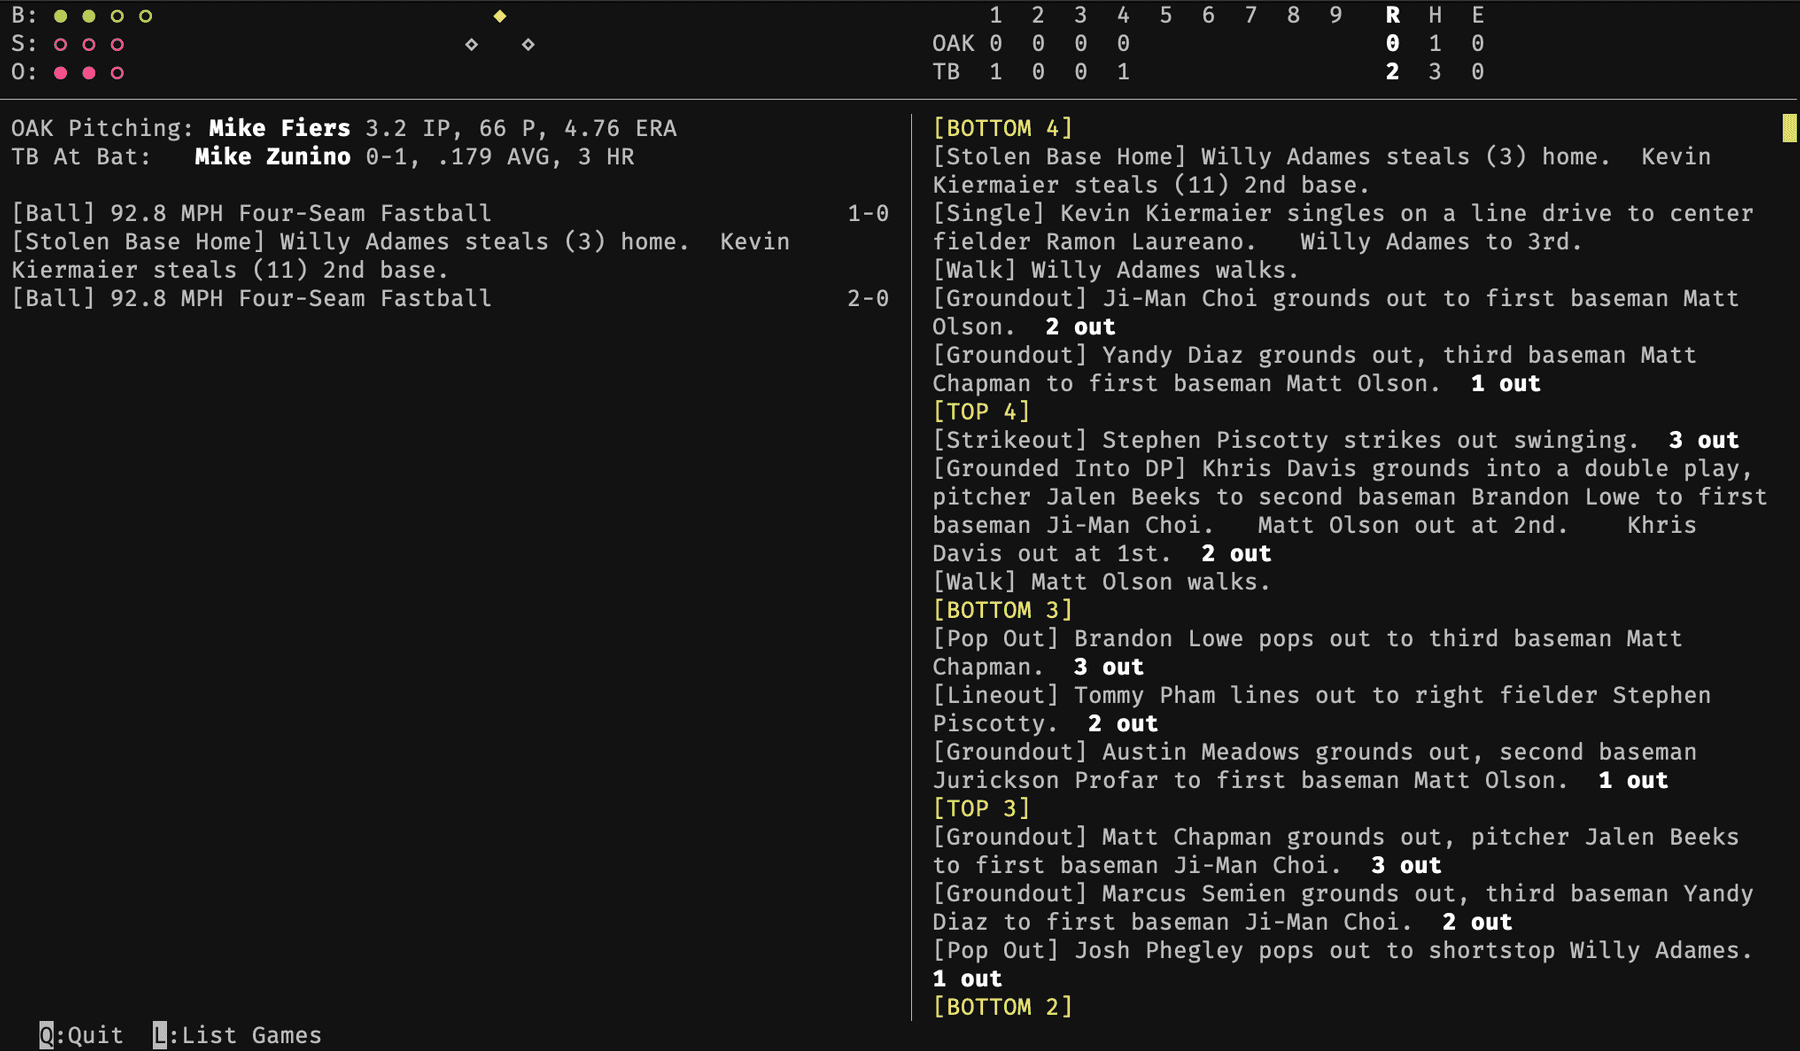 B:
S:
O:
1 2 3 4 5 6 7 8 9 R H E
OAK 0 0 0 0 0 1 0
TB 1 0 0 1 2 3 0
OAK Pitching: Mike Fiers 3.2 IP, 66 P, 4.76 ERA
TB At Bat: Mike Zunino 0-1, .179 AVG, 3 HR
[Ball] 92.8 MPH Four-Seam Fastball 1-0
[Stolen Base Home] Willy Adames steals (3) home. Kevin
Kiermaier steals (11) 2nd base.
[Ball] 92.8 MPH Four-Seam Fastball 2-0
[BOTTOM 4]
[Stolen Base Home] Willy Adames steals (3) home. Kevin
Kiermaier steals (11) 2nd base.
[Single] Kevin Kiermaier singles on a line drive to center
fielder Ramon Laureano. Willy Adames to 3rd.
[Walk] Willy Adames walks.
[Groundout] Ji-Man Choi grounds out to first baseman Matt
Olson. 2 out
[Groundout] Yandy Diaz grounds out, third baseman Matt
Chapman to first baseman Matt Olson. 1 out
[TOP 4]
[Strikeout] Stephen Piscotty strikes out swinging. 3 out
[Grounded Into DP] Khris Davis grounds into a double play,
pitcher Jalen Beeks to second baseman Brandon Lowe to first
baseman Ji-Man Choi. Matt Olson out at 2nd. Khris
Davis out at 1st. 2 out
[Walk] Matt Olson walks.
[BOTTOM 3]
[Pop Out] Brandon Lowe pops out to third baseman Matt
Chapman. 3 out
[Lineout] Tommy Pham lines out to right fielder Stephen
Piscotty. 2 out
[Groundout] Austin Meadows grounds out, second baseman
Jurickson Profar to first baseman Matt Olson. 1 out
[TOP 3]
[Groundout] Matt Chapman grounds out, pitcher Jalen Beeks
to first baseman Ji-Man Choi. 3 out
[Groundout] Marcus Semien grounds out, third baseman Yandy
Diaz to first baseman Ji-Man Choi. 2 out
[Pop Out] Josh Phegley pops out to shortstop Willy Adames.
1 out
[BOTTOM 2]
Q:Quit L:List Games